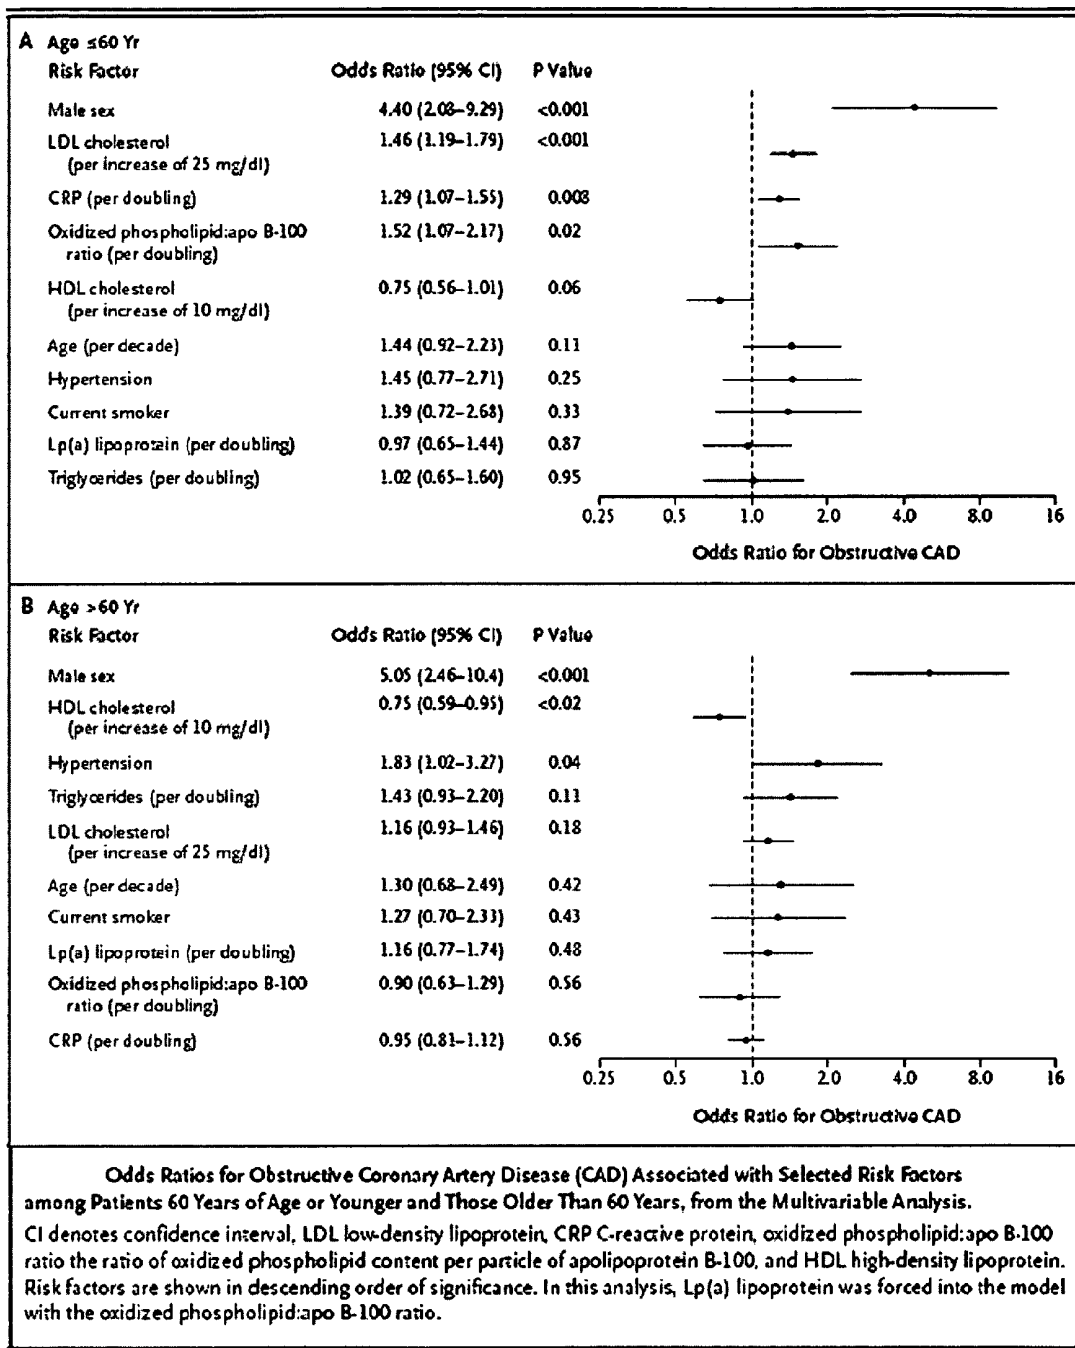 A Age ≤60 Yr
Risk Factor Odds Ratio (95% CI) P Value
Male sex 4.40 (2.08–9.29) <0.001
LDL cholesterol 1.46 (1.19–1.79) <0.001
(per increase of 25 mg/dl)
CRP (per doubling) 1.29 (1.07–1.55) 0.008
Oxidized phospholipid:apo B-100 1.52 (1.07–2.17) 0.02
ratio (per doubling)
HDL cholesterol 0.75 (0.56–1.01) 0.06
(per increase of 10 mg/dl)
Age (per decade) 1.44 (0.92–2.23) 0.11
Hypertension 1.45 (0.77–2.71) 0.25
Current smoker 1.39 (0.72–2.68) 0.33
Lp(a) lipoprotein (per doubling) 0.97 (0.65–1.44) 0.87
Triglycerides (per doubling) 1.02 (0.65–1.60) 0.95
0.25 0.5 1.0 2.0 4.0 8.0 16
Odds Ratio for Obstructive CAD
B Age >60 Yr
Risk Factor Odds Ratio (95% CI) P Value
Male sex 5.05 (2.46–10.4) <0.001
HDL cholesterol 0.75 (0.59–0.95) <0.02
(per increase of 10 mg/dl)
Hypertension 1.83 (1.02–3.27) 0.04
Triglycerides (per doubling) 1.43 (0.93–2.20) 0.11
LDL cholesterol 1.16 (0.93–1.46) 0.18
(per increase of 25 mg/dl)
Age (per decade) 1.30 (0.68–2.49) 0.42
Current smoker 1.27 (0.70–2.33) 0.43
Lp(a) lipoprotein (per doubling) 1.16 (0.77–1.74) 0.48
Oxidized phospholipid:apo B-100 0.90 (0.63–1.29) 0.56
ratio (per doubling)
CRP (per doubling) 0.95 (0.81–1.12) 0.56
0.25 0.5 1.0 2.0 4.0 8.0 16
Odds Ratio for Obstructive CAD
Odds Ratios for Obstructive Coronary Artery Disease (CAD) Associated with Selected Risk Factors
among Patients 60 Years of Age or Younger and Those Older Than 60 Years, from the Multivariable Analysis.
CI denotes confidence interval, LDL low-density lipoprotein, CRP C-reactive protein, oxidized phospholipid:apo B-100
ratio the ratio of oxidized phospholipid content per particle of apolipoprotein B-100, and HDL high-density lipoprotein.
Risk factors are shown in descending order of significance. In this analysis, Lp(a) lipoprotein was forced into the model
with the oxidized phospholipid:apo B-100 ratio.